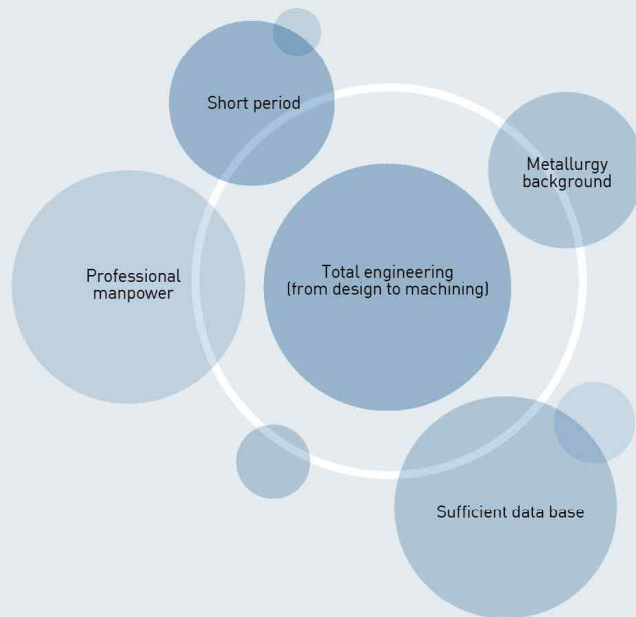 Short period
Metallurgy
background
Professional
manpower
Total engineering
(from design to machining)
Sufficient data base